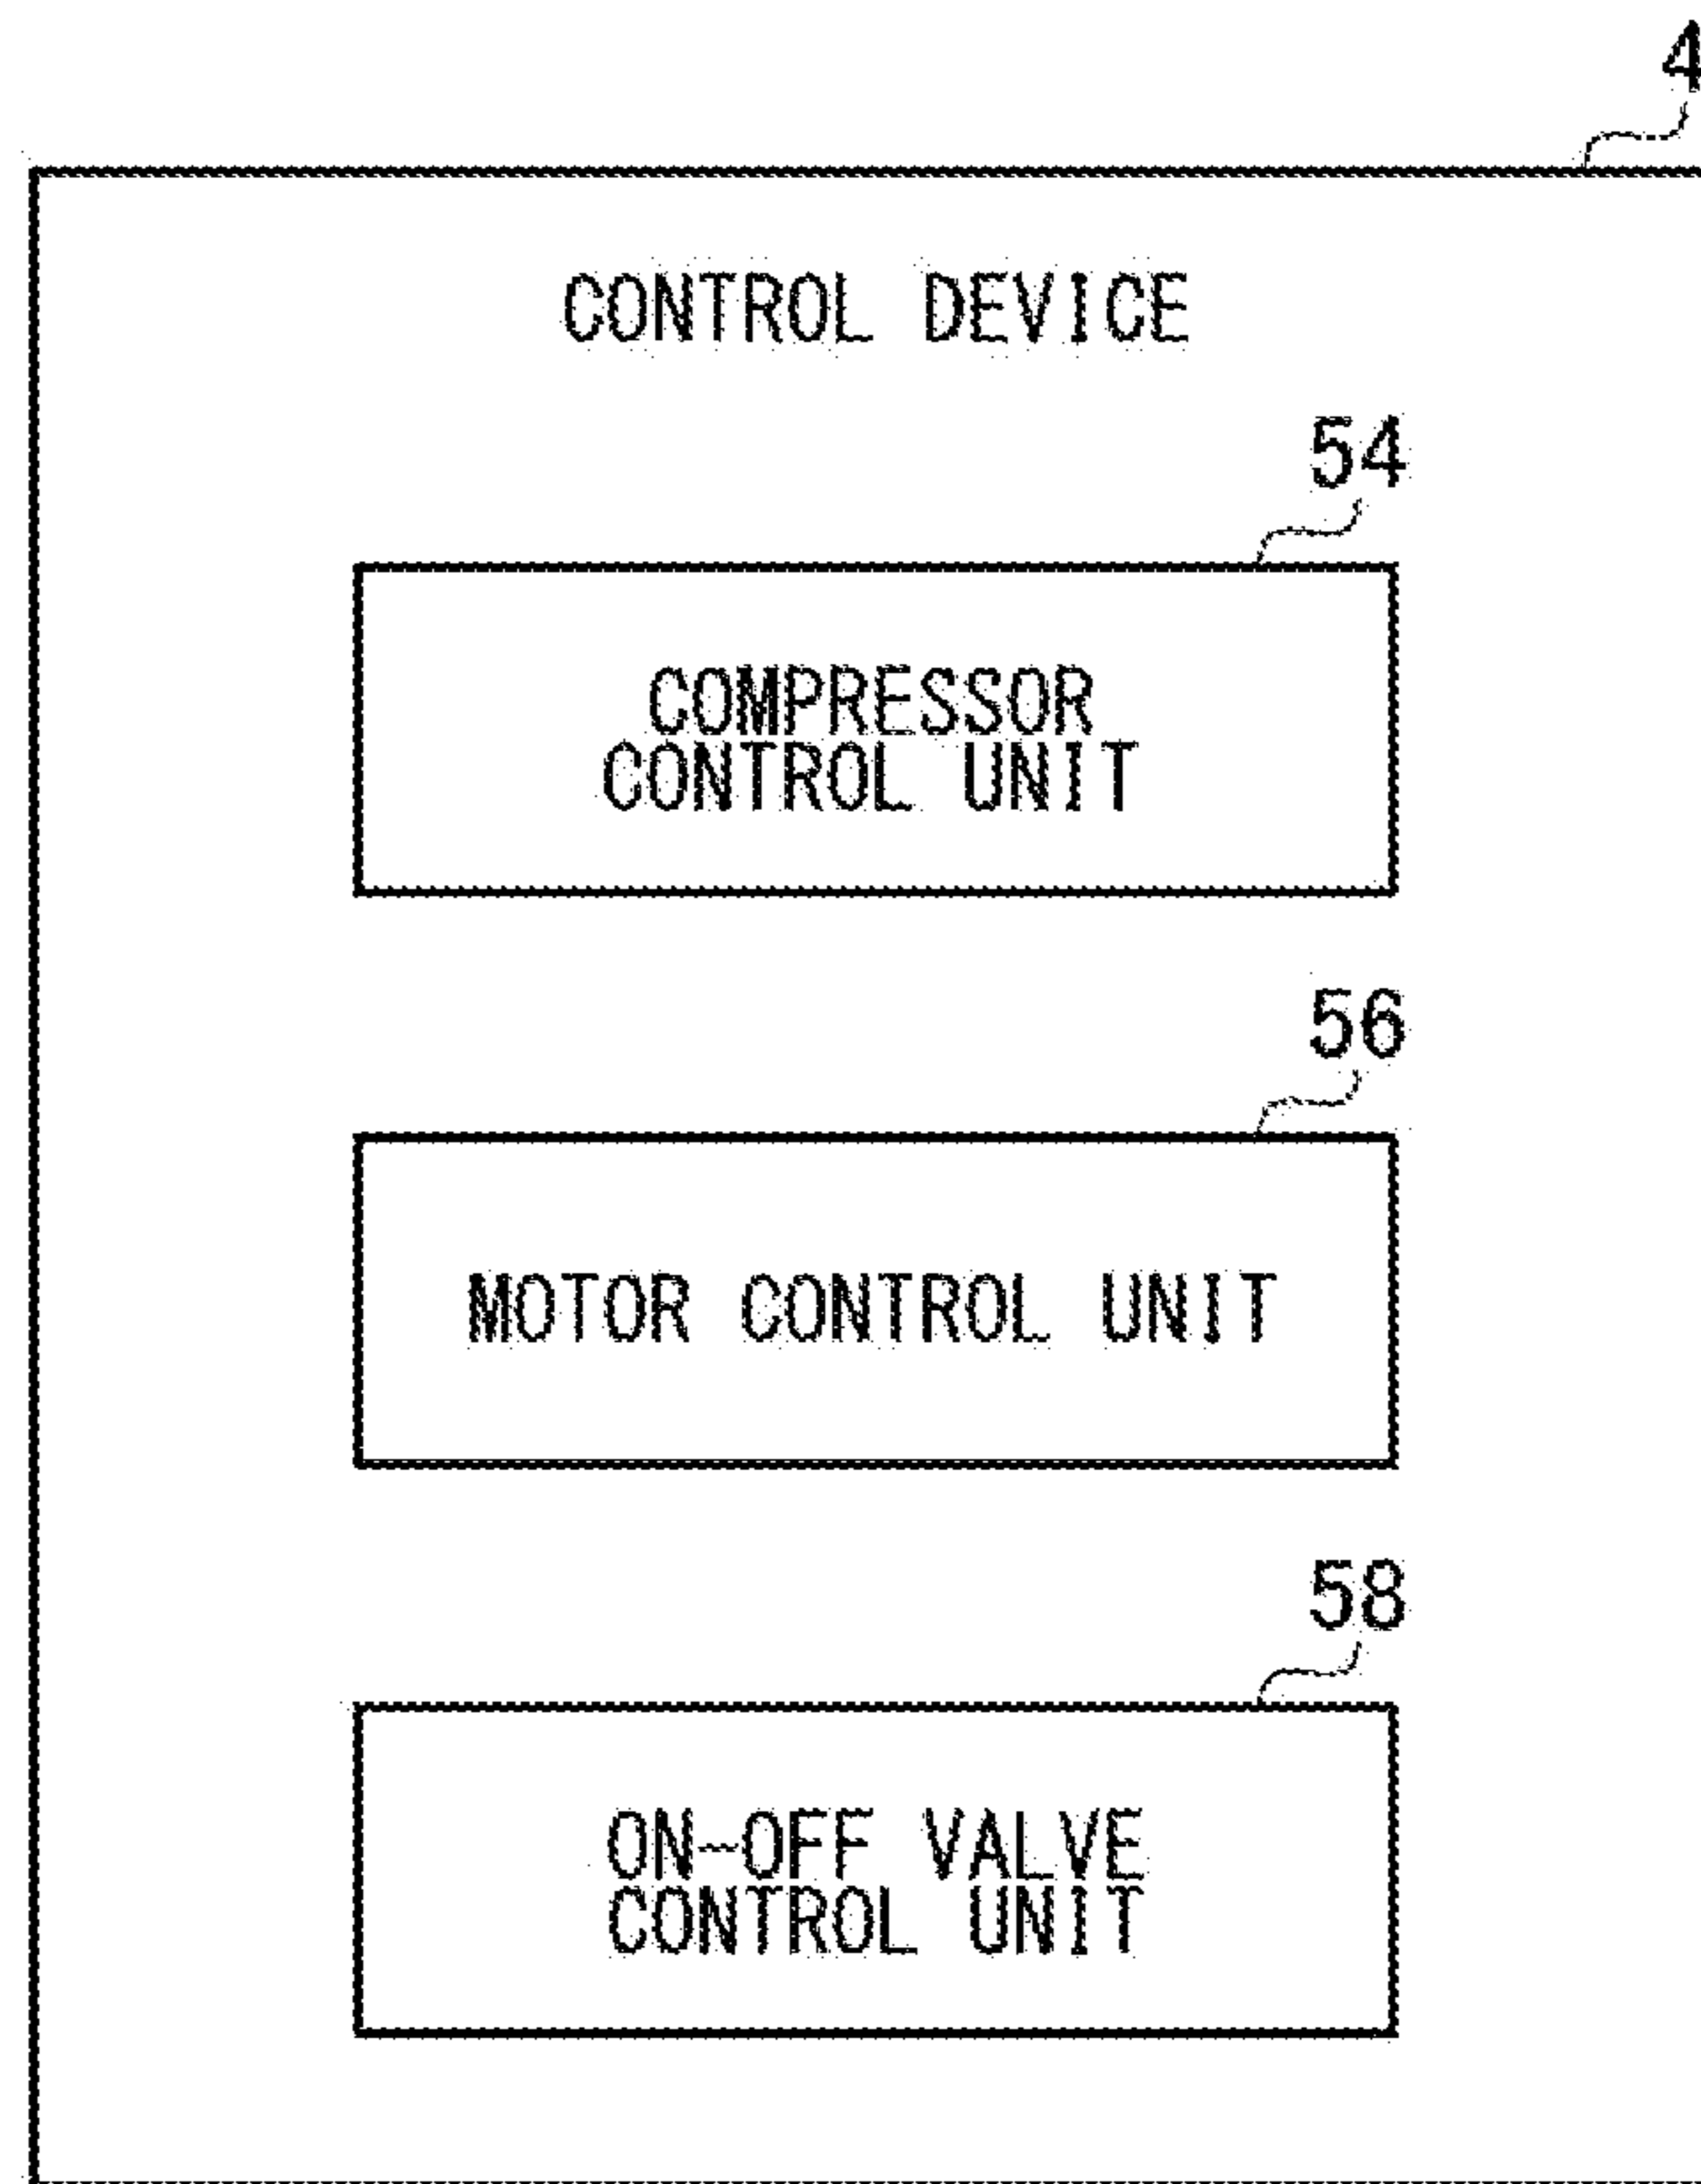 4
CONTROL DEVICE
54
COMPRESSOR
CONTROL UNIT
56
MOTOR CONTROL UNIT
58
ON-OFF VALVE
CONTROL UNIT